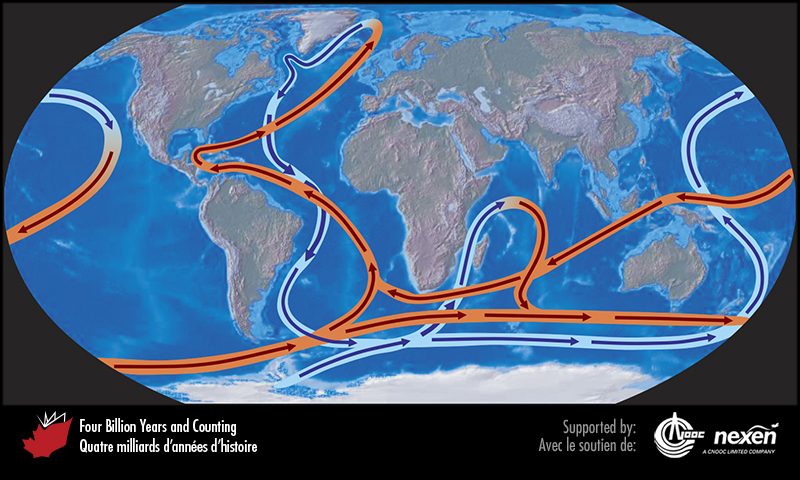 Four Billion Years and Counting
Quatre milliards d'années d'histoire
Supported by:
Avec le soutien de:
cnooc
nexen
A CNOOC LIMITED COMPANY